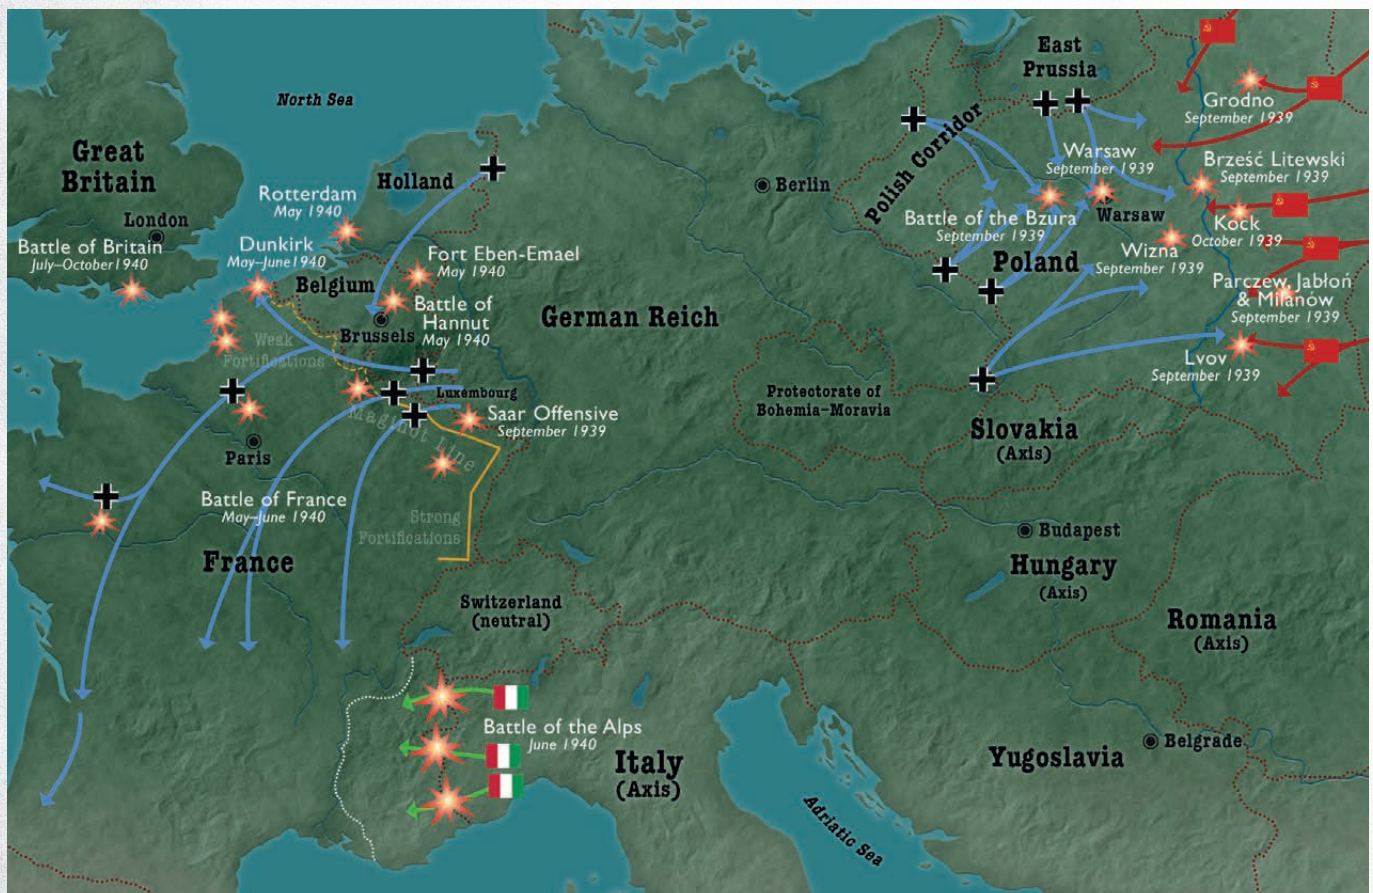 North Sea
Great
Britain
London
Battle of Britain
July–October 1940
Rotterdam
May 1940
Holland
Dunkirk
May–June 1940
Belgium
Fort Eben-Emael
May 1940
Battle of
Hannut
May 1940
Brussels
Weak
Fortifications
Luxembourg
Maginot Line
Saar Offensive
September 1939
Paris
Battle of France
May–June 1940
Strong
Fortifications
France
German Reich
Berlin
East
Prussia
Polish Corridor
Warsaw
September 1939
Warsaw
Battle of the Bzura
September 1939
Poland
Grodno
September 1939
Brześć Litewski
September 1939
Kock
October 1939
Wizna
September 1939
Parczew, Jabłoń
& Milanów
September 1939
Lvov
September 1939
Protectorate of
Bohemia–Moravia
Slovakia
(Axis)
Budapest
Hungary
(Axis)
Romania
(Axis)
Switzerland
(neutral)
Battle of the Alps
June 1940
Italy
(Axis)
Yugoslavia
Belgrade
Adriatic Sea